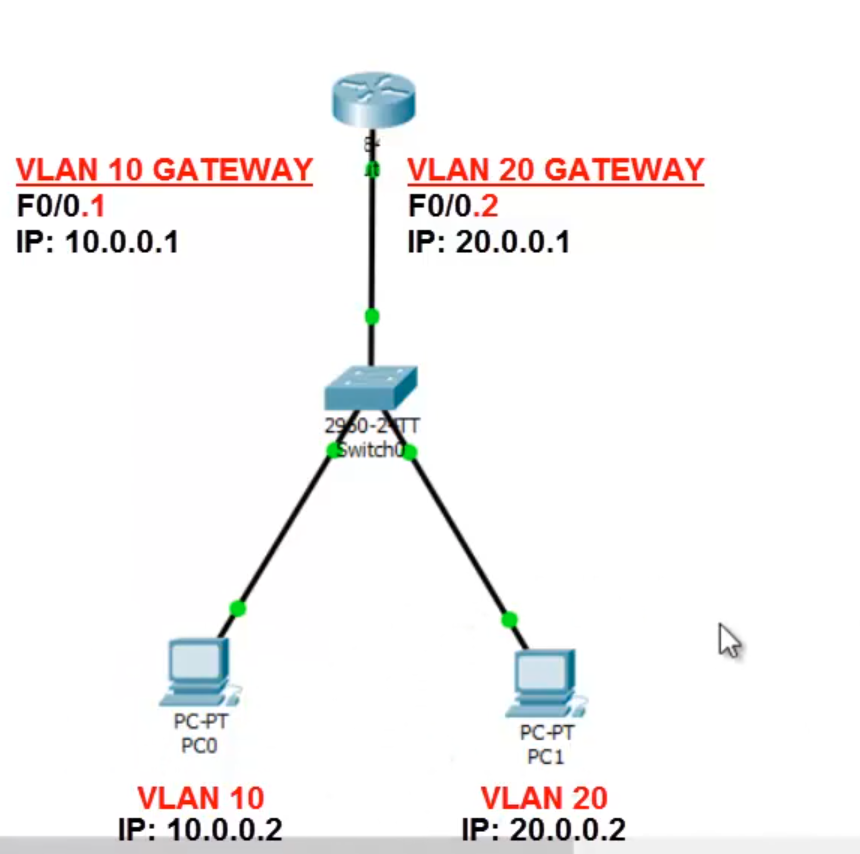 VLAN 10 GATEWAY
F0/0.1
IP: 10.0.0.1
VLAN 20 GATEWAY
F0/0.2
IP: 20.0.0.1
2950-24TT
Switch0
PC-PT
PC0
PC-PT
PC1
VLAN 10
IP: 10.0.0.2
VLAN 20
IP: 20.0.0.2